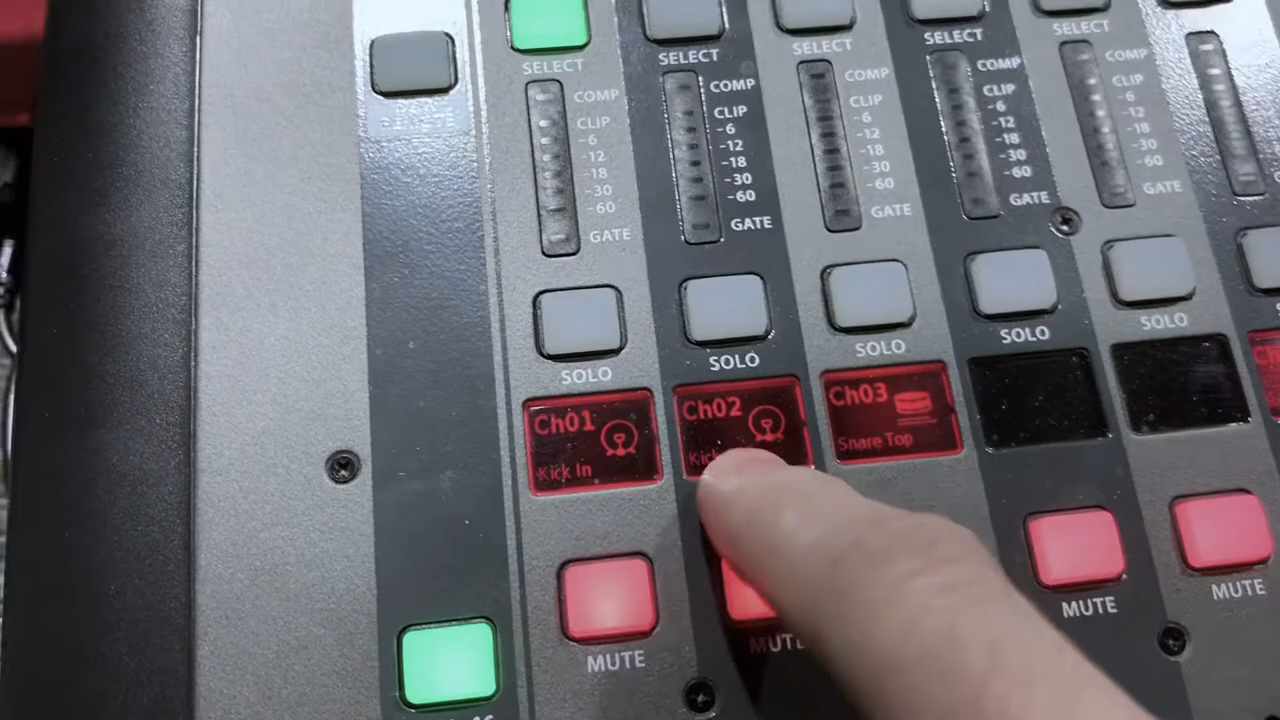 REMOTE
SELECT
SELECT
SELECT
SELECT
SELECT
COMP
CLIP
-6
-12
-18
-30
-60
GATE
COMP
CLIP
-6
-12
-18
-30
-60
GATE
COMP
CLIP
-6
-12
-18
-30
-60
GATE
COMP
CLIP
-6
-12
-18
-30
-60
GATE
COMP
CLIP
-6
-12
-18
-30
-60
GATE
SOLO
SOLO
SOLO
SOLO
SOLO
Ch01
Kick In
Ch02
Ch03
Snare Top
MUTE
MUTE
MUTE
MUTE